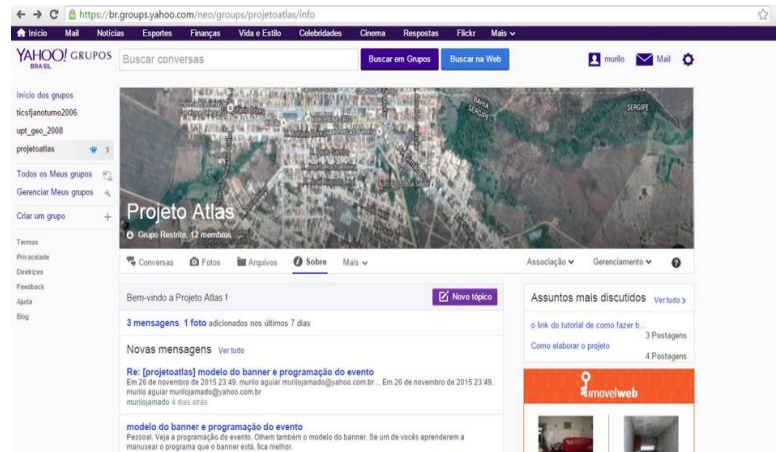 https://br.groups.yahoo.com/neo/groups/projetoatlas/info
Início Mail Notícias Esportes Finanças Vida e Estilo Celebridades Cinema Respostas Flickr Mais
YAHOO! GRUPOS
BRASIL
Buscar conversas
Buscar em Grupos
Buscar na Web
murilo
Mail
Início dos grupos
ticsfjanoturno2006
upt_geo_2008
projetoatlas 3
Todos os Meus grupos
Gerenciar Meus grupos
Criar um grupo
Termos
Privacidade
Diretrizes
Feedback
Ajuda
Blog
BAHIA
SERGIPE
BAHIA
SERGIPE
Projeto Atlas
Grupo Restrito, 12 membros
Conversas Fotos Arquivos Sobre Mais
Associação Gerenciamento
Bem-vindo a Projeto Atlas !
Novo tópico
3 mensagens, 1 foto adicionados nos últimos 7 dias
Novas mensagens Ver tudo
Re: [projetoatlas] modelo do banner e programação do evento
Em 26 de novembro de 2015 23:49, murilo aguiar murilojamado@yahoo.com.br ... Em 26 de novembro de 2015 23:49,
murilo aguiar murilojamado@yahoo.com.br
murilojamado 4 dias atrás
modelo do banner e programação do evento
Pessoal, Veja a programação do evento. Olhem também o modelo do banner. Se um de vocês aprenderem a
manusear o programa que o banner está, fica melhor.
Assuntos mais discutidos Ver tudo
o link do tutorial de como fazer b...
3 Postagens
Como elaborar o projeto
4 Postagens
imovelweb